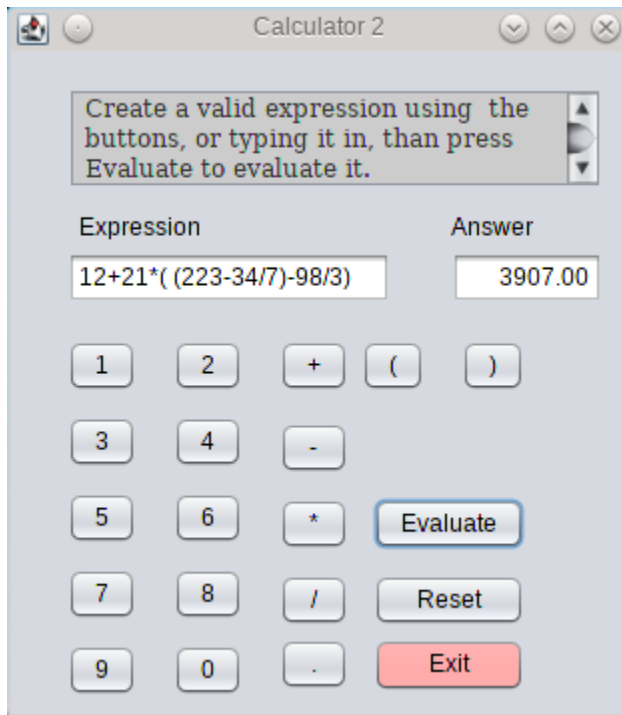 Calculator 2
Create a valid expression using  the
buttons, or typing it in, than press
Evaluate to evaluate it.
Expression Answer
12+21*( (223-34/7)-98/3) 3907.00
1 2 + ( )
3 4 -
5 6 * Evaluate
7 8 / Reset
9 0 . Exit